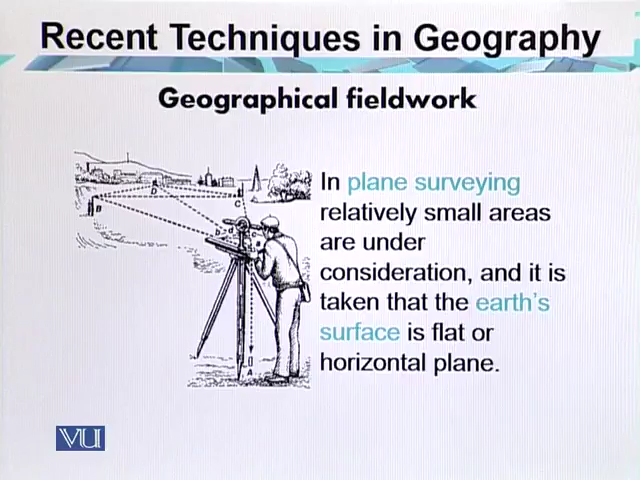 Recent Techniques in Geography
Geographical fieldwork
In plane surveying
relatively small areas
are under
consideration, and it is
taken that the earth's
surface is flat or
horizontal plane.
B
D
C
A
VU